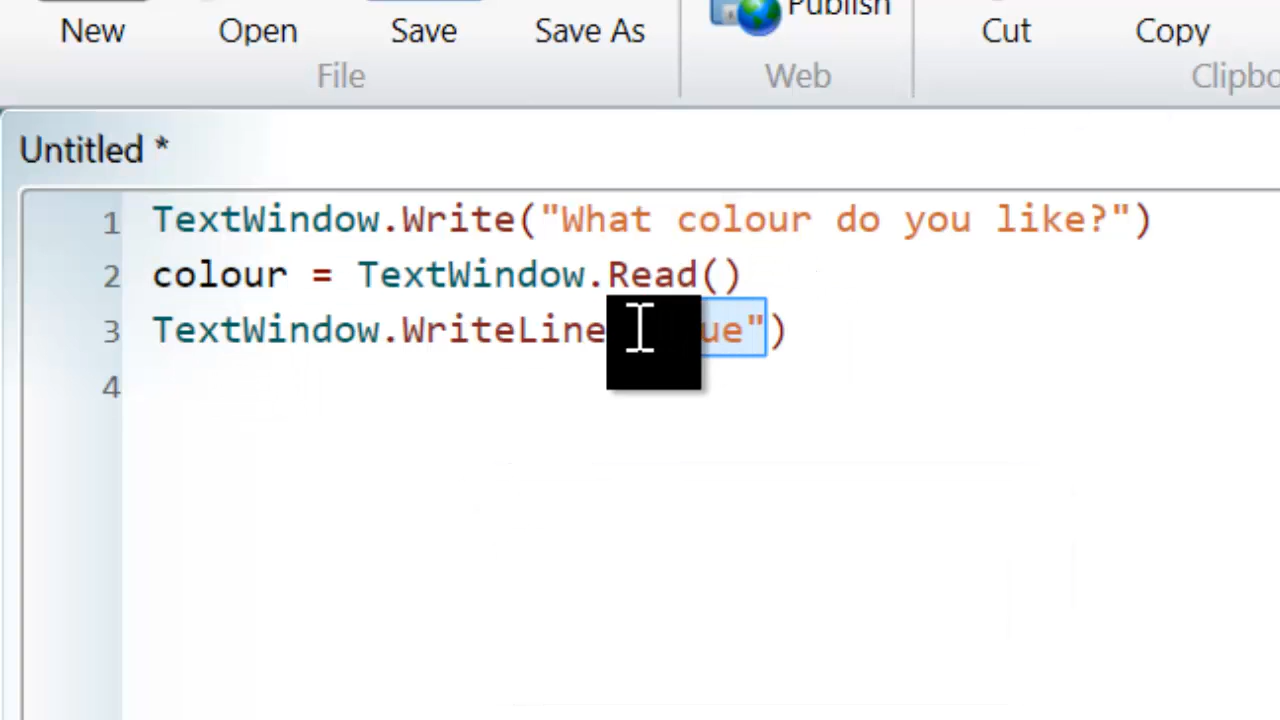 New Open Save Save As Publish Cut Copy
File Web
Untitled *
1 TextWindow.Write("What colour do you like?")
2 colour = TextWindow.Read()
3 TextWindow.WriteLine ue")
4